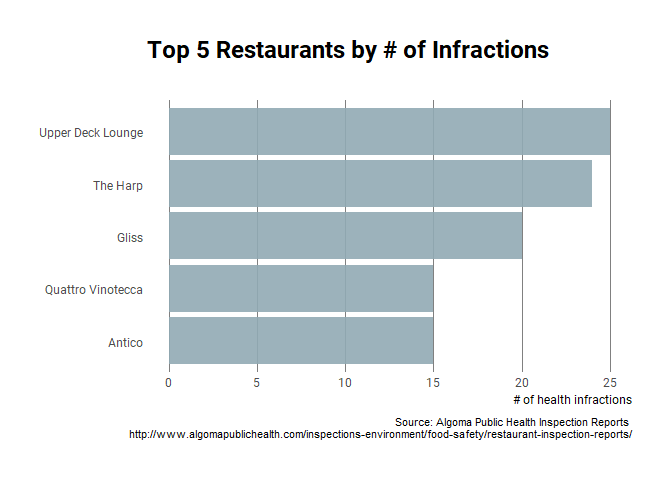 Top 5 Restaurants by # of Infractions
Upper Deck Lounge
The Harp
Gliss
Quattro Vinotecca
Antico
0 5 10 15 20 25
# of health infractions
Source: Algoma Public Health Inspection Reports
http://www.algomapublichealth.com/inspections-environment/food-safety/restaurant-inspection-reports/